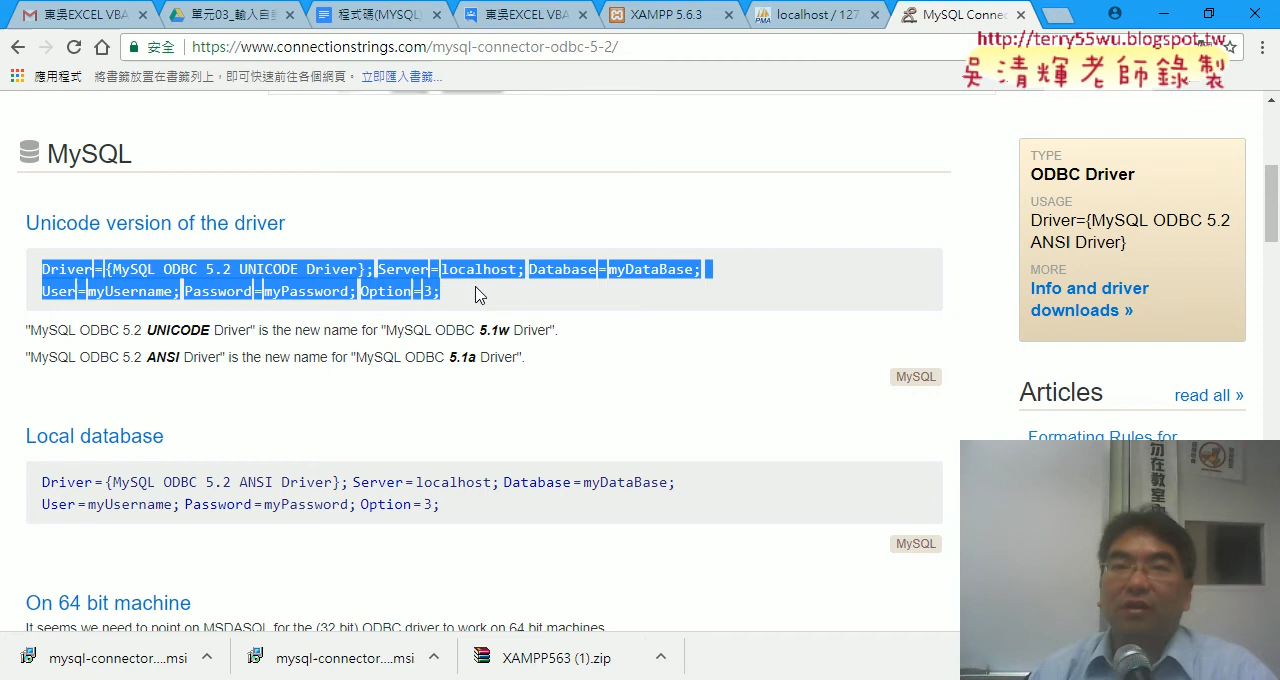 東吳EXCEL VBA
單元03_輸入自動
程式碼(MYSQL)
東吳EXCEL VBA
XAMPP 5.6.3
localhost / 127
MySQL Conne
安全
https://www.connectionstrings.com/mysql-connector-odbc-5-2/
http://terry55wu.blogspot.tw
吳清輝老師錄製
應用程式
將書籤放置在書籤列上，即可快速前往各個網頁。
立即匯入書籤...
MySQL
Unicode version of the driver
Driver={MySQL ODBC 5.2 UNICODE Driver};Server=localhost;Database=myDataBase;
User=myUsername;Password=myPassword;Option=3;
"MySQL ODBC 5.2 UNICODE Driver" is the new name for "MySQL ODBC 5.1w Driver".
"MySQL ODBC 5.2 ANSI Driver" is the new name for "MySQL ODBC 5.1a Driver".
MySQL
Local database
Driver={MySQL ODBC 5.2 ANSI Driver};Server=localhost;Database=myDataBase;
User=myUsername;Password=myPassword;Option=3;
MySQL
On 64 bit machine
It seems we need to point on MSDASQL for the (32 bit) ODBC driver to work on 64 bit machines.
TYPE
ODBC Driver
USAGE
Driver={MySQL ODBC 5.2
ANSI Driver}
MORE
Info and driver
downloads »
Articles
read all »
Formating Rules for
勿在教室內
mysql-connector....msi
mysql-connector....msi
XAMPP563 (1).zip